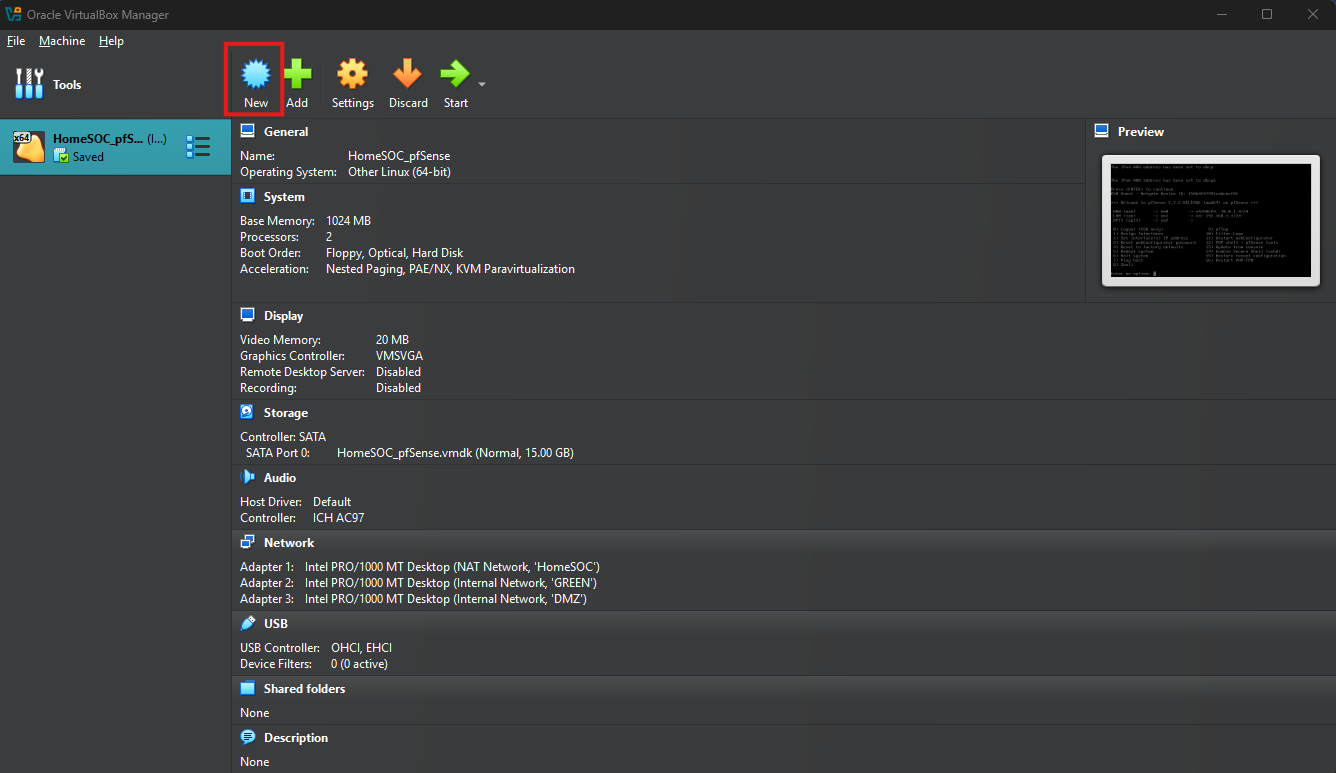 Oracle VirtualBox Manager
File Machine Help
Tools
New Add Settings Discard Start
x64
HomeSOC_pfS... (I...)
Saved
General
Name: HomeSOC_pfSense
Operating System: Other Linux (64-bit)
System
Base Memory: 1024 MB
Processors: 2
Boot Order: Floppy, Optical, Hard Disk
Acceleration: Nested Paging, PAE/NX, KVM Paravirtualization
Preview
Display
Video Memory: 20 MB
Graphics Controller: VMSVGA
Remote Desktop Server: Disabled
Recording: Disabled
Storage
Controller: SATA
SATA Port 0: HomeSOC_pfSense.vmdk (Normal, 15.00 GB)
Audio
Host Driver: Default
Controller: ICH AC97
Network
Adapter 1: Intel PRO/1000 MT Desktop (NAT Network, 'HomeSOC')
Adapter 2: Intel PRO/1000 MT Desktop (Internal Network, 'GREEN')
Adapter 3: Intel PRO/1000 MT Desktop (Internal Network, 'DMZ')
USB
USB Controller: OHCI, EHCI
Device Filters: 0 (0 active)
Shared folders
None
Description
None